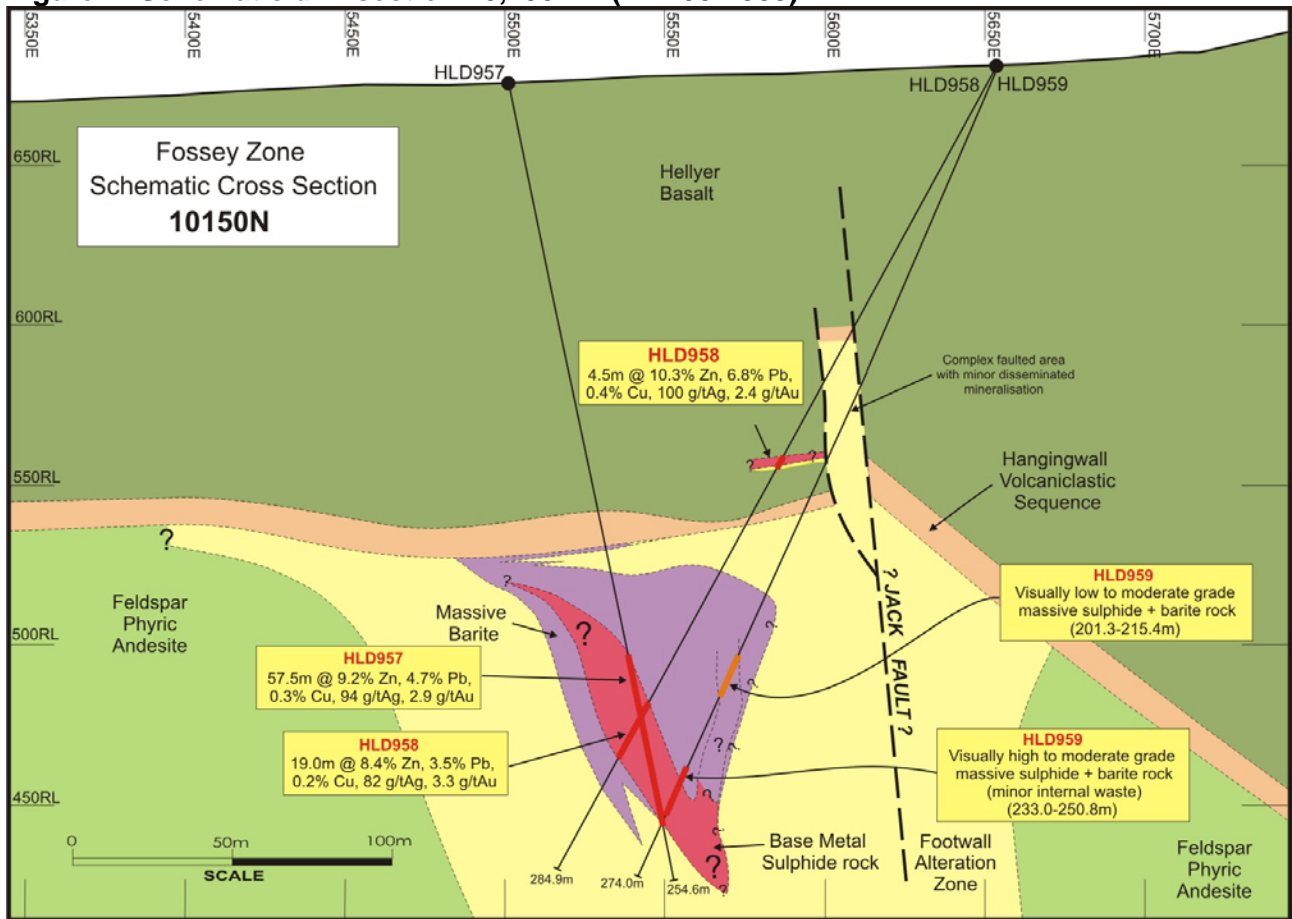 5350E
5400E
5450E
5500E
5550E
5600E
5650E
5700E
HLD957
HLD958
HLD959
650RL
600RL
550RL
500RL
450RL
Fossey Zone
Schematic Cross Section
10150N
Hellyer
Basalt
HLD958
4.5m @ 10.3% Zn, 6.8% Pb,
0.4% Cu, 100 g/tAg, 2.4 g/tAu
Complex faulted area
with minor disseminated
mineralisation
?
?
Hangingwall
Volcaniclastic
Sequence
?
Feldspar
Phyric
Andesite
Massive
Barite
?
?
HLD957
57.5m @ 9.2% Zn, 4.7% Pb,
0.3% Cu, 94 g/tAg, 2.9 g/tAu
HLD958
19.0m @ 8.4% Zn, 3.5% Pb,
0.2% Cu, 82 g/tAg, 3.3 g/tAu
? JACK FAULT ?
HLD959
Visually low to moderate grade
massive sulphide + barite rock
(201.3-215.4m)
HLD959
Visually high to moderate grade
massive sulphide + barite rock
(minor internal waste)
(233.0-250.8m)
?
?
?
?
?
?
?
?
?
Base Metal
Sulphide rock
Footwall
Alteration
Zone
Feldspar
Phyric
Andesite
284.9m
274.0m
254.6m
0
50m
100m
SCALE